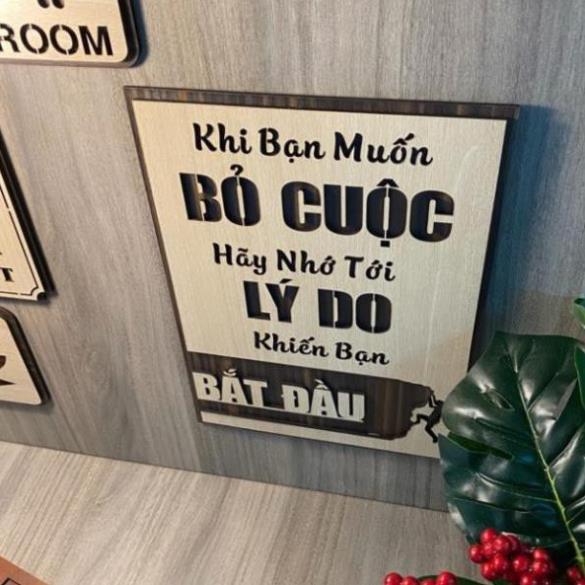 ROOM
Khi Bạn Muốn
BỎ CUỘC
Hãy Nhớ Tới
LÝ DO
Khiến Bạn
BẮT ĐẦU
T